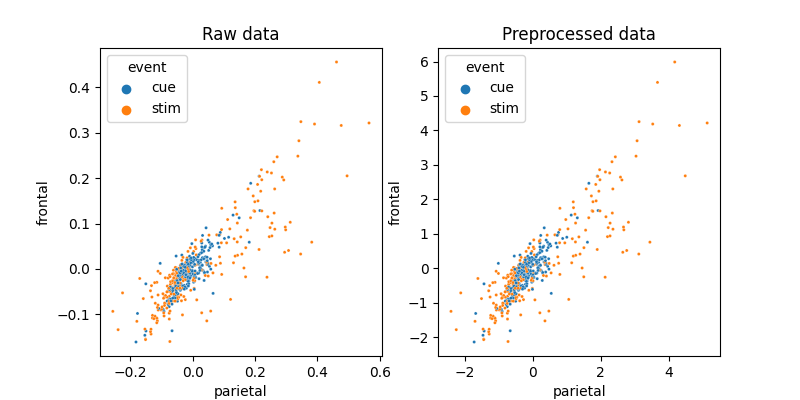 Raw data
event
cue
stim
0.4
0.3
0.2
0.1
0.0
−0.1
frontal
−0.2
0.0
0.2
0.4
0.6
parietal
Preprocessed data
event
cue
stim
6
5
4
3
2
1
0
−1
−2
frontal
−2
0
2
4
parietal